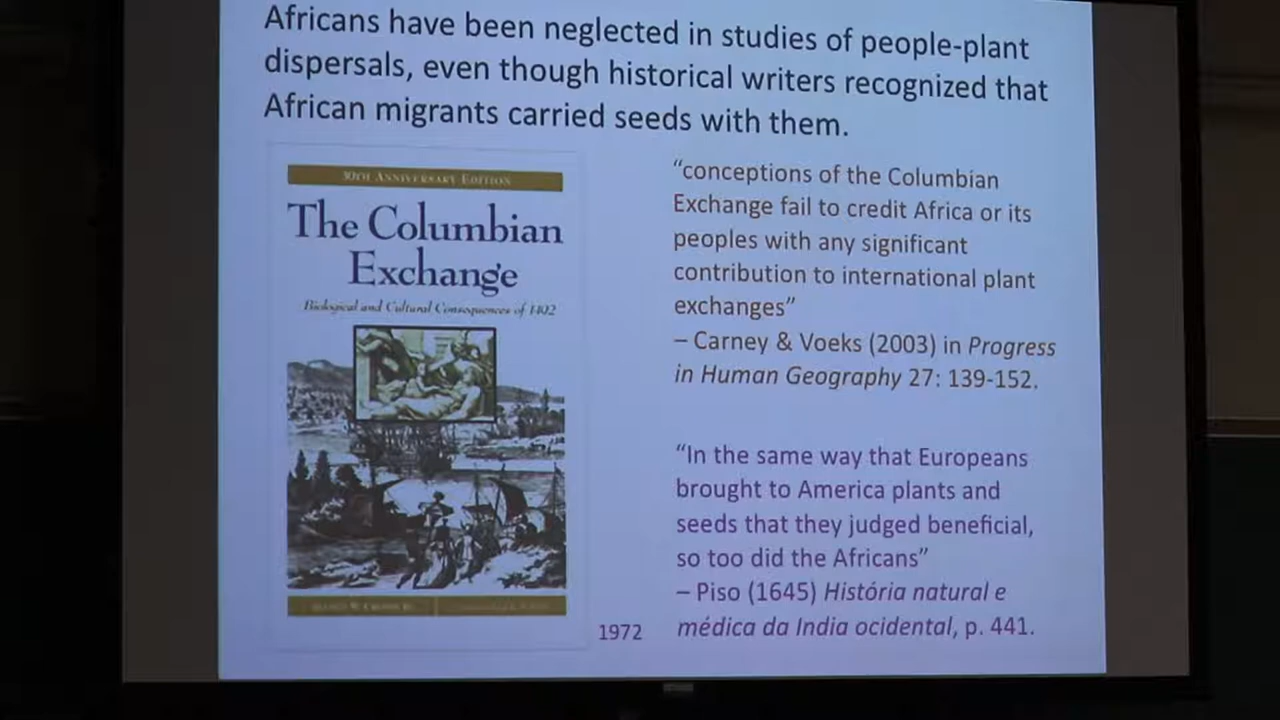 Africans have been neglected in studies of people-plant
dispersals, even though historical writers recognized that
African migrants carried seeds with them.
30TH ANNIVERSARY EDITION
The Columbian
Exchange
Biological and Cultural Consequences of 1492
1972
“conceptions of the Columbian
Exchange fail to credit Africa or its
peoples with any significant
contribution to international plant
exchanges”
– Carney & Voeks (2003) in Progress
in Human Geography 27: 139-152.
“In the same way that Europeans
brought to America plants and
seeds that they judged beneficial,
so too did the Africans”
– Piso (1645) História natural e
médica da India ocidental, p. 441.